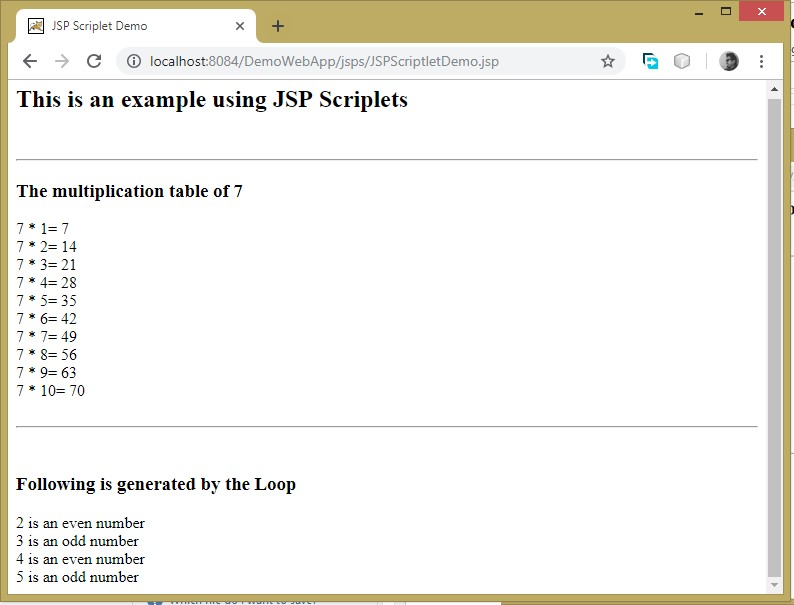 JSP Scriplet Demo
localhost:8084/DemoWebApp/jsps/JSPScriptletDemo.jsp
This is an example using JSP Scriplets
The multiplication table of 7
7 * 1= 7
7 * 2= 14
7 * 3= 21
7 * 4= 28
7 * 5= 35
7 * 6= 42
7 * 7= 49
7 * 8= 56
7 * 9= 63
7 * 10= 70
Following is generated by the Loop
2 is an even number
3 is an odd number
4 is an even number
5 is an odd number